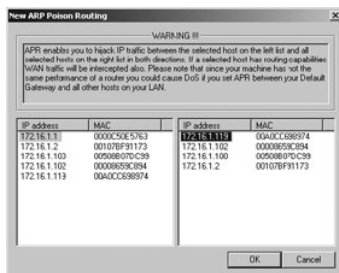 New ARP Poison Routing
WARNING !!!
APR enables you to hijack IP traffic between the selected host on the left list and all
selected hosts on the right list in both directions. If a selected host has routing capabilities
WAN traffic will be intercepted also. Please note that since your machine has not the
same performance of a router you could cause DoS if you set APR between your Default
Gateway and all other hosts on your LAN.
IP address MAC
172.16.1.1 0000C50E5763
172.16.1.2 00107BF91173
172.16.1.100 00508B07DC99
172.16.1.102 00008659C894
172.16.1.119 00A0CC698974
IP address MAC
172.16.1.119 00A0CC698974
172.16.1.102 00008659C894
172.16.1.100 00508B07DC99
172.16.1.2 00107BF91173
OK Cancel